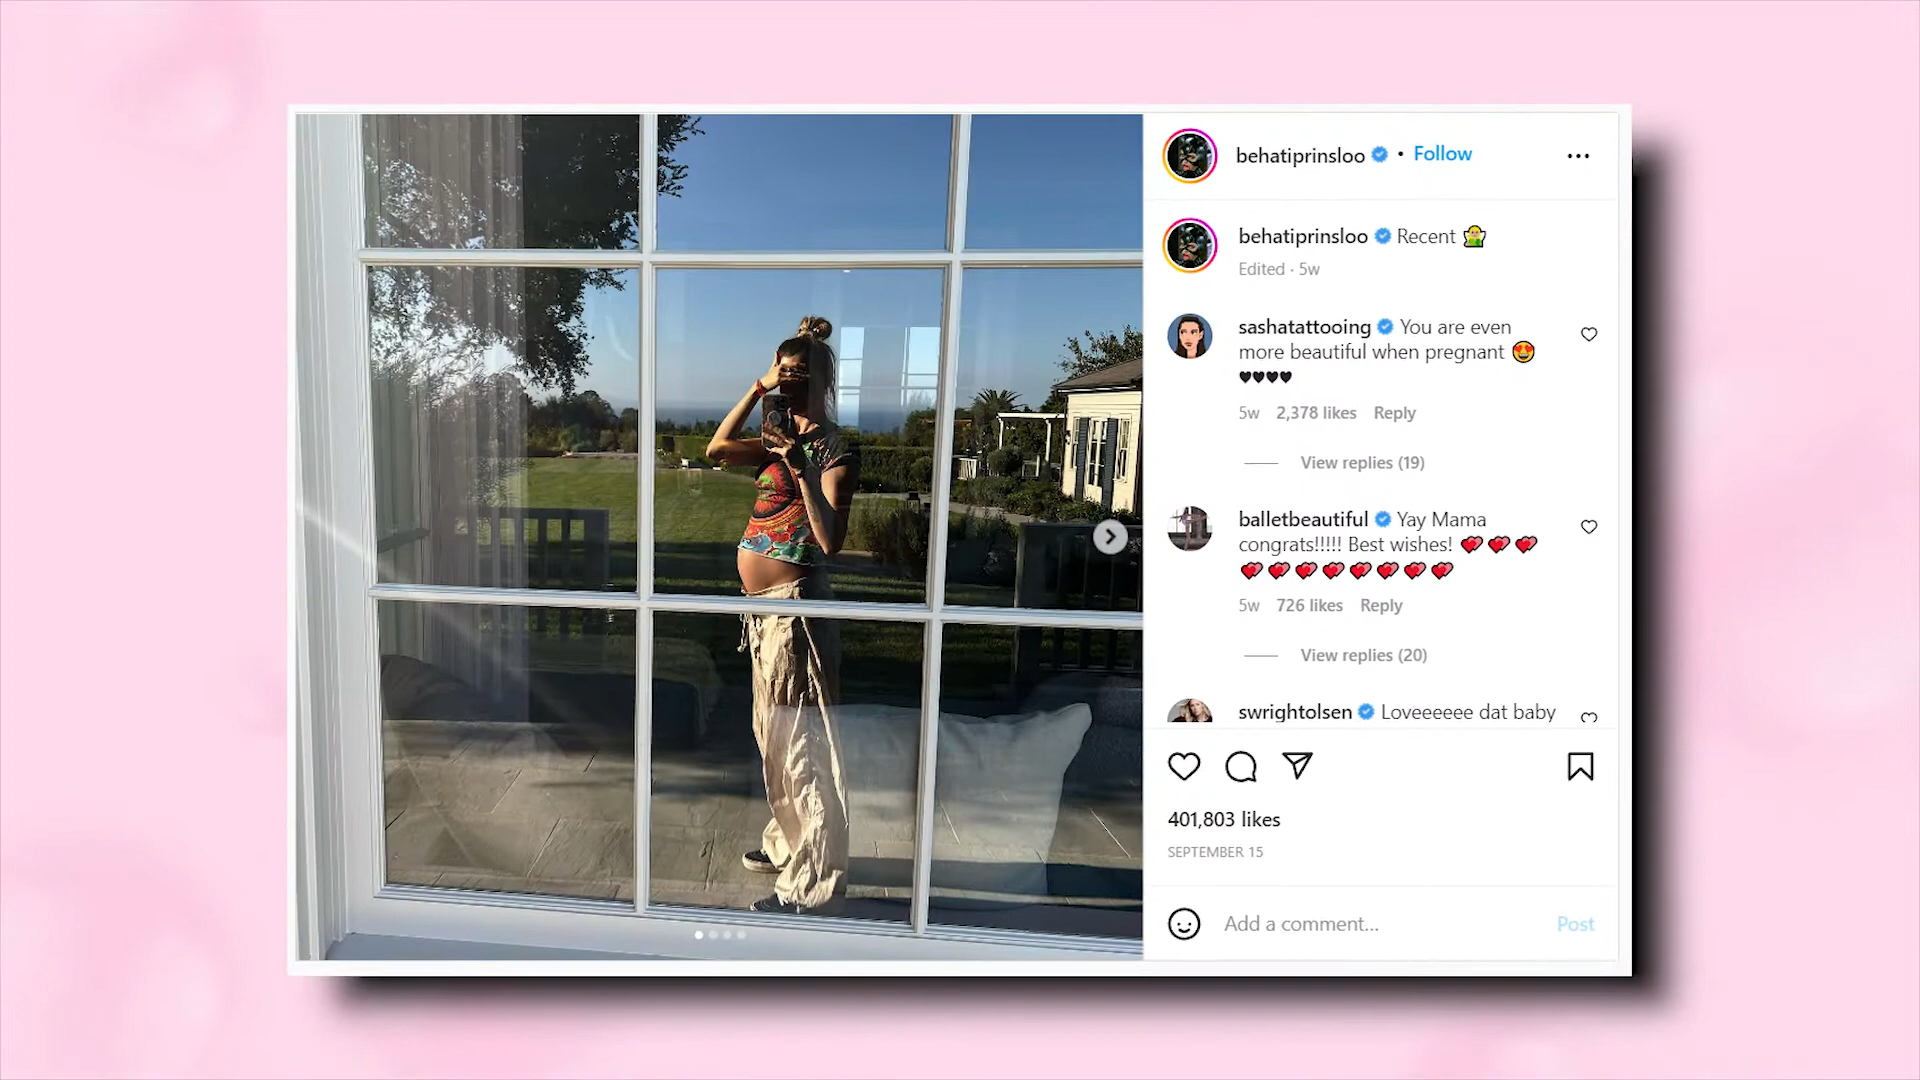 behatiprinsloo • Follow
behatiprinsloo Recent
Edited · 5w
sashatattooing You are even
more beautiful when pregnant 😍
♥♥♥♥
5w 2,378 likes Reply
View replies (19)
balletbeautiful Yay Mama
congrats!!!!! Best wishes! 💕💕💕
💕💕💕💕💕💕💕💕
5w 726 likes Reply
View replies (20)
swrightolsen Loveeeeee dat baby
401,803 likes
SEPTEMBER 15
Add a comment... Post